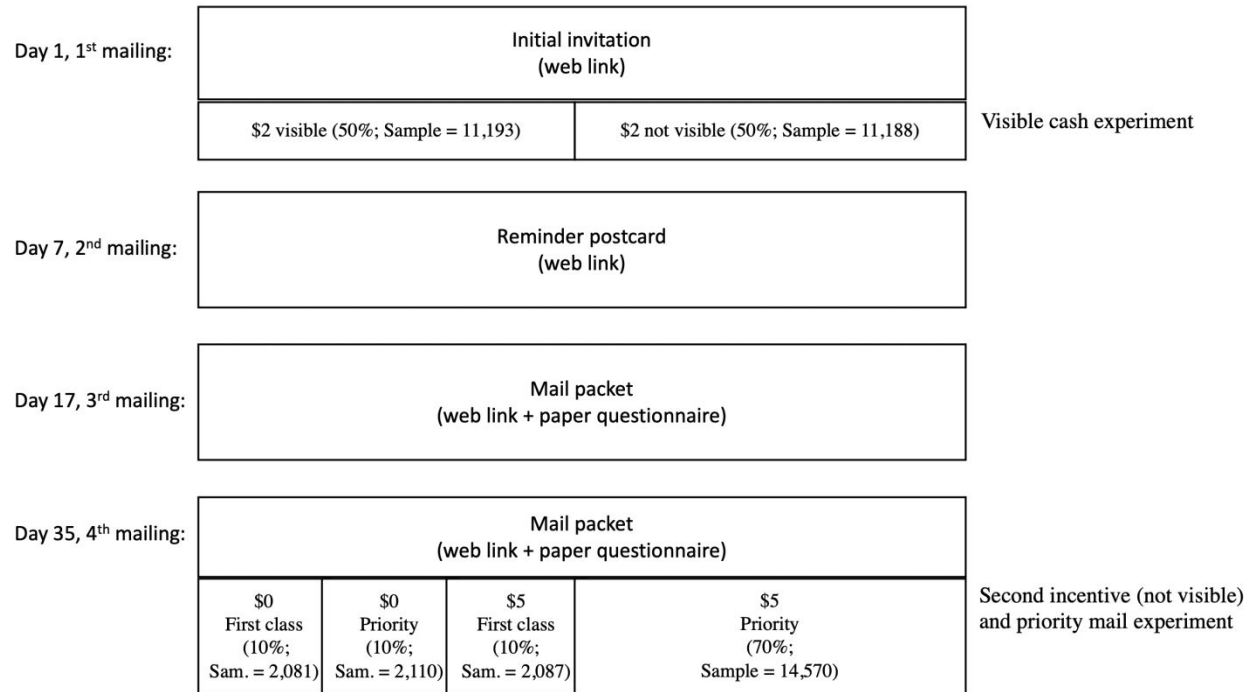 Day 1, 1st mailing:
Initial invitation
(web link)
$2 visible (50%; Sample = 11,193)
$2 not visible (50%; Sample = 11,188)
Visible cash experiment
Day 7, 2nd mailing:
Reminder postcard
(web link)
Day 17, 3rd mailing:
Mail packet
(web link + paper questionnaire)
Day 35, 4th mailing:
Mail packet
(web link + paper questionnaire)
$0
First class
(10%;
Sam. = 2,081)
$0
Priority
(10%;
Sam. = 2,110)
$5
First class
(10%;
Sam. = 2,087)
$5
Priority
(70%;
Sample = 14,570)
Second incentive (not visible)
and priority mail experiment